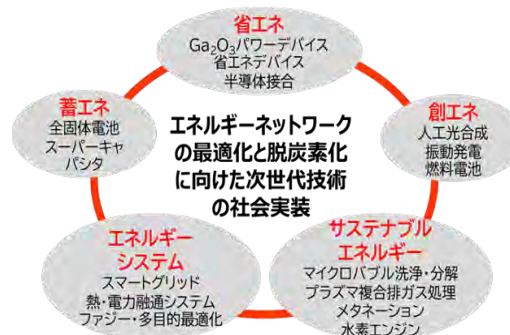 省エネ
Ga₂O₃パワーデバイス
省エネデバイス
半導体接合
蓄エネ
全固体電池
スーパーキャ
パシタ
エネルギーネットワーク
の最適化と脱炭素化
に向けた次世代技術
の社会実装
創エネ
人工光合成
振動発電
燃料電池
エネルギー
システム
スマートグリッド
熱・電力融通システム
ファジー・多目的最適化
サステナブル
エネルギー
マイクロバブル洗浄・分解
プラズマ複合排ガス処理
メタネーション
水素エンジン